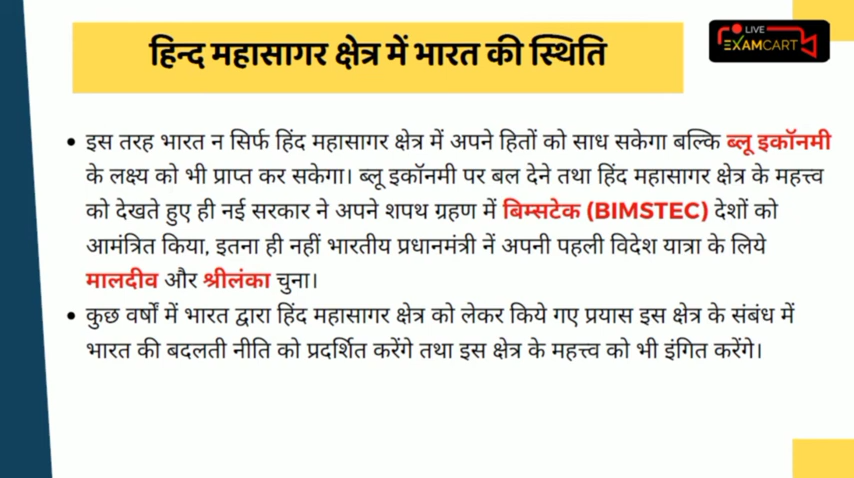 हिन्द महासागर क्षेत्र में भारत की स्थिति
LIVE
EXAMCART
• इस तरह भारत न सिर्फ हिंद महासागर क्षेत्र में अपने हितों को साध सकेगा बल्कि ब्लू इकॉनमी
के लक्ष्य को भी प्राप्त कर सकेगा। ब्लू इकॉनमी पर बल देने तथा हिंद महासागर क्षेत्र के महत्त्व
को देखते हुए ही नई सरकार ने अपने शपथ ग्रहण में बिम्सटेक (BIMSTEC) देशों को
आमंत्रित किया, इतना ही नहीं भारतीय प्रधानमंत्री नें अपनी पहली विदेश यात्रा के लिये
मालदीव और श्रीलंका चुना।
• कुछ वर्षों में भारत द्वारा हिंद महासागर क्षेत्र को लेकर किये गए प्रयास इस क्षेत्र के संबंध में
भारत की बदलती नीति को प्रदर्शित करेंगे तथा इस क्षेत्र के महत्त्व को भी इंगित करेंगे।